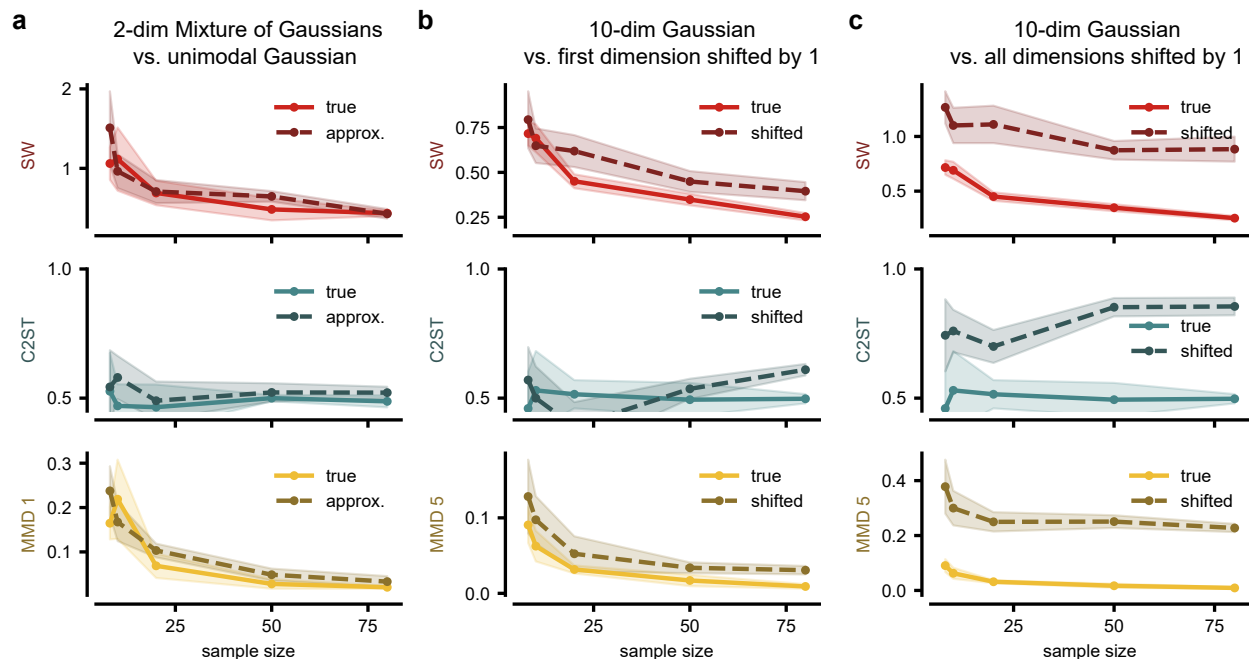 a
2-dim Mixture of Gaussians
vs. unimodal Gaussian
b
10-dim Gaussian
vs. first dimension shifted by 1
c
10-dim Gaussian
vs. all dimensions shifted by 1
SW
2
1
true
approx.
SW
0.75
0.50
0.25
true
shifted
SW
1.0
0.5
true
shifted
C2ST
1.0
0.5
true
approx.
C2ST
1.0
0.5
true
shifted
C2ST
1.0
0.5
true
shifted
MMD 1
0.3
0.2
0.1
true
approx.
25
50
75
sample size
MMD 5
0.1
0.0
true
shifted
25
50
75
sample size
MMD 5
0.4
0.2
0.0
true
shifted
25
50
75
sample size